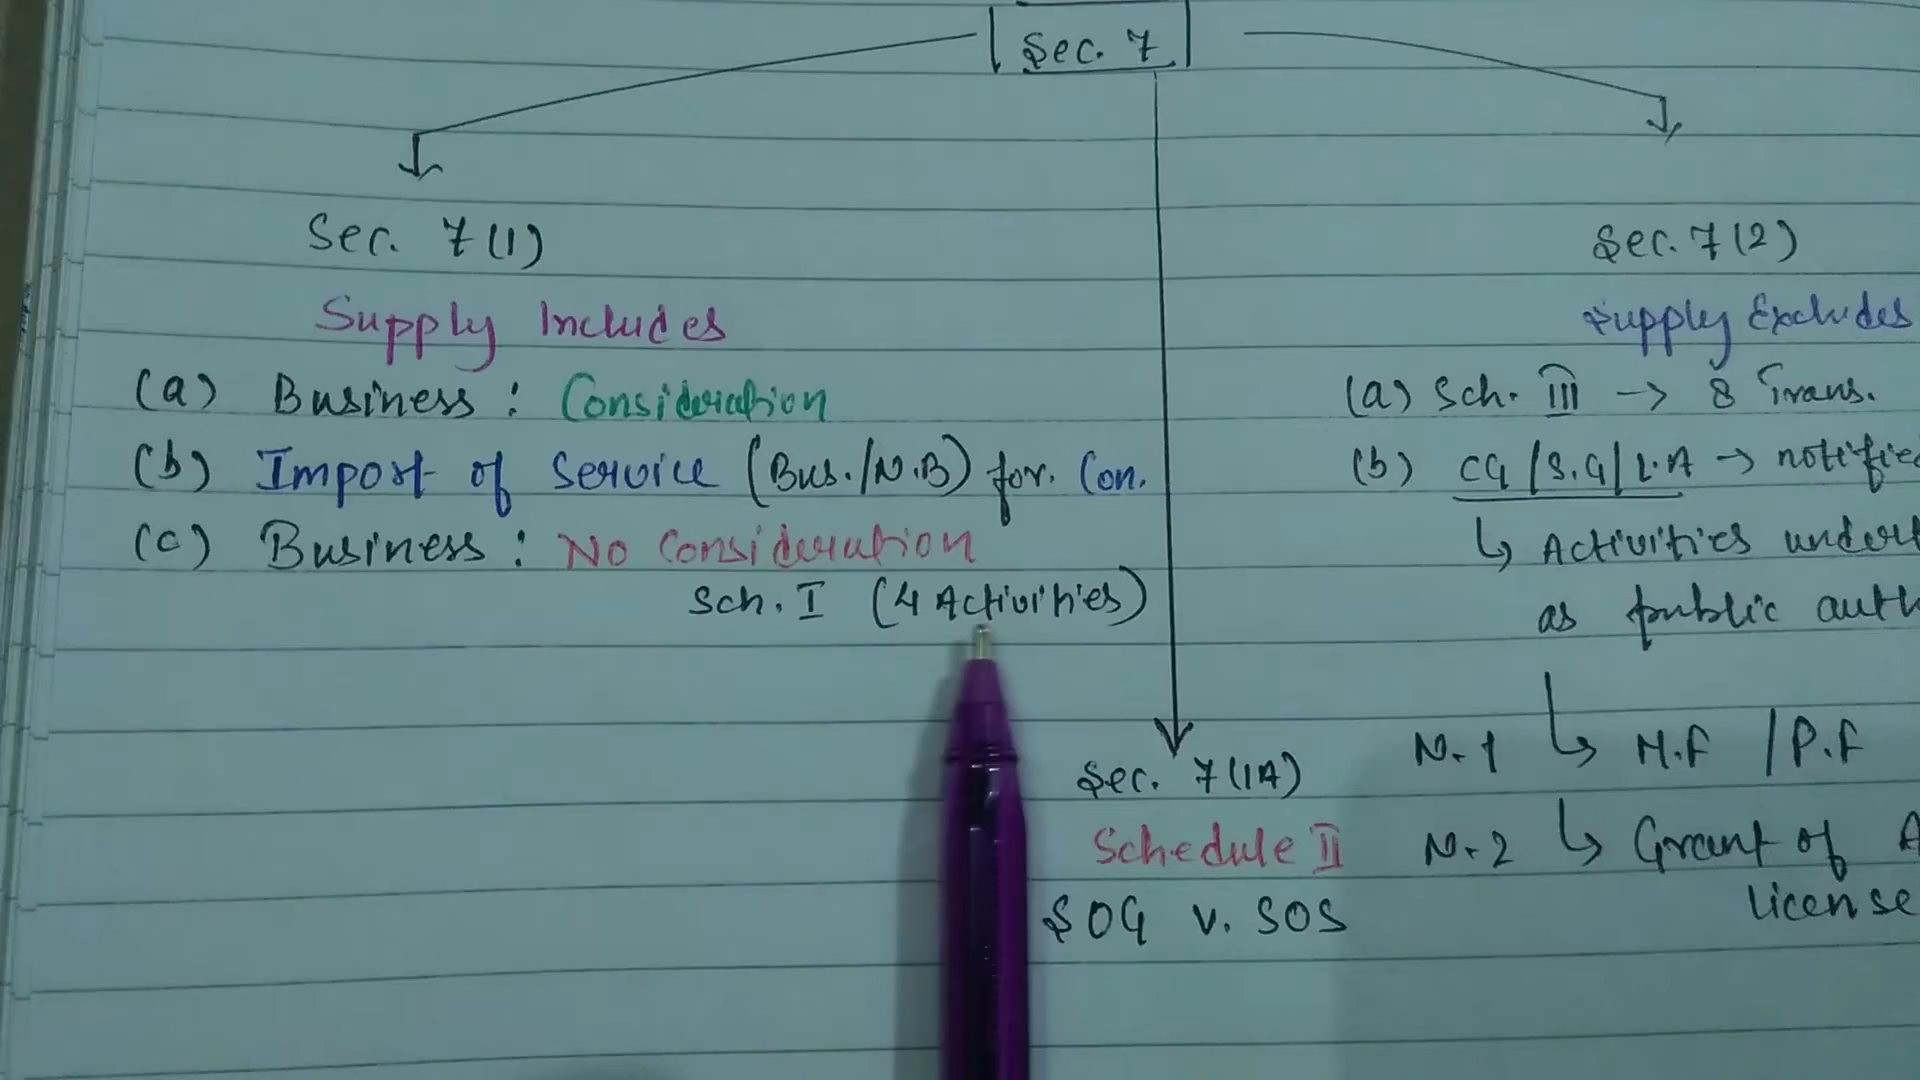 Sec. 7
Sec. 7(1)
Supply Includes
(a) Business : Consideration
(b) Import of Service (Bus./N.B) for. Con.
(c) Business : No Consideration
Sch. I (4 Activities)
Sec. 7(1A)
Schedule II
SOG v. SOS
Sec. 7(2)
Supply Excludes
(a) Sch. III → 8 Trans.
(b) CG/S.G/L.A → notified
↳ Activities
as public
N.1 ↳ M.F / P.F
N.2 ↳ Grant of A
license